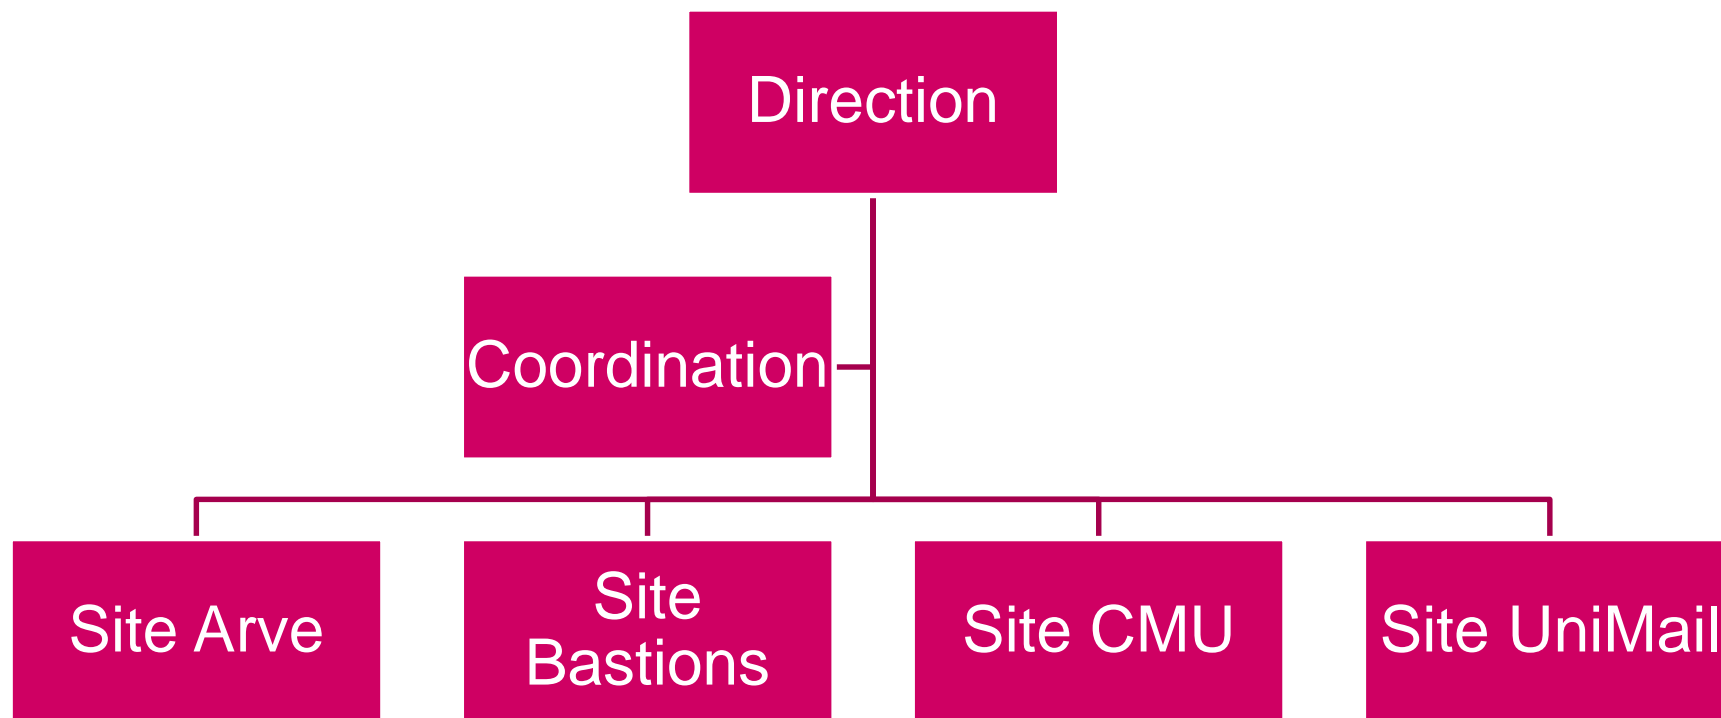 Direction
Coordination
Site Arve
Site
Bastions
Site CMU
Site UniMail